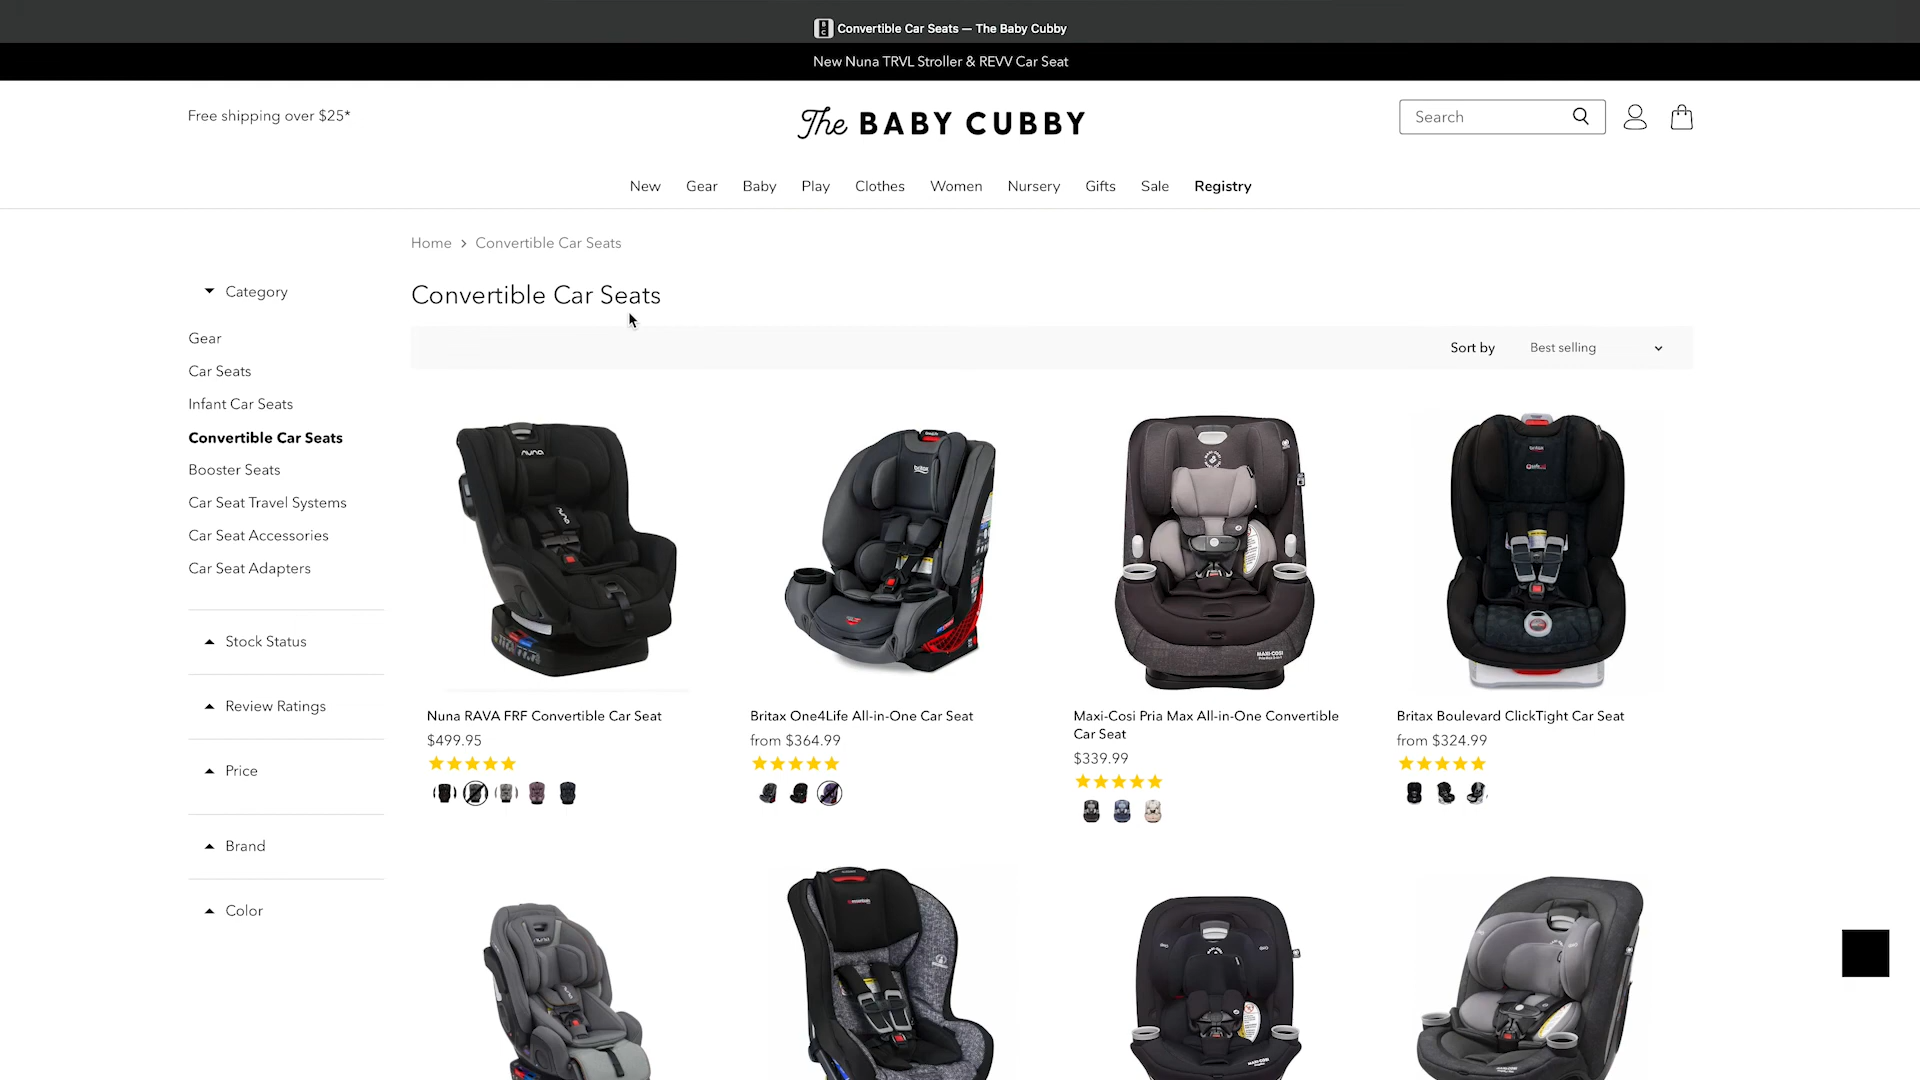 Convertible Car Seats — The Baby Cubby
New Nuna TRVL Stroller & REVV Car Seat
Free shipping over $25*
The BABY CUBBY
Search
New Gear Baby Play Clothes Women Nursery Gifts Sale Registry
Home > Convertible Car Seats
Category
Convertible Car Seats
Sort by Best selling
Gear
Car Seats
Infant Car Seats
Convertible Car Seats
Booster Seats
Car Seat Travel Systems
Car Seat Accessories
Car Seat Adapters
Stock Status
Review Ratings
Price
Brand
Color
nuna
britax
MAXI-COSI
Nuna RAVA FRF Convertible Car Seat
$499.95
Britax One4Life All-in-One Car Seat
from $364.99
Maxi-Cosi Pria Max All-in-One Convertible
Car Seat
$339.99
Britax Boulevard ClickTight Car Seat
from $324.99